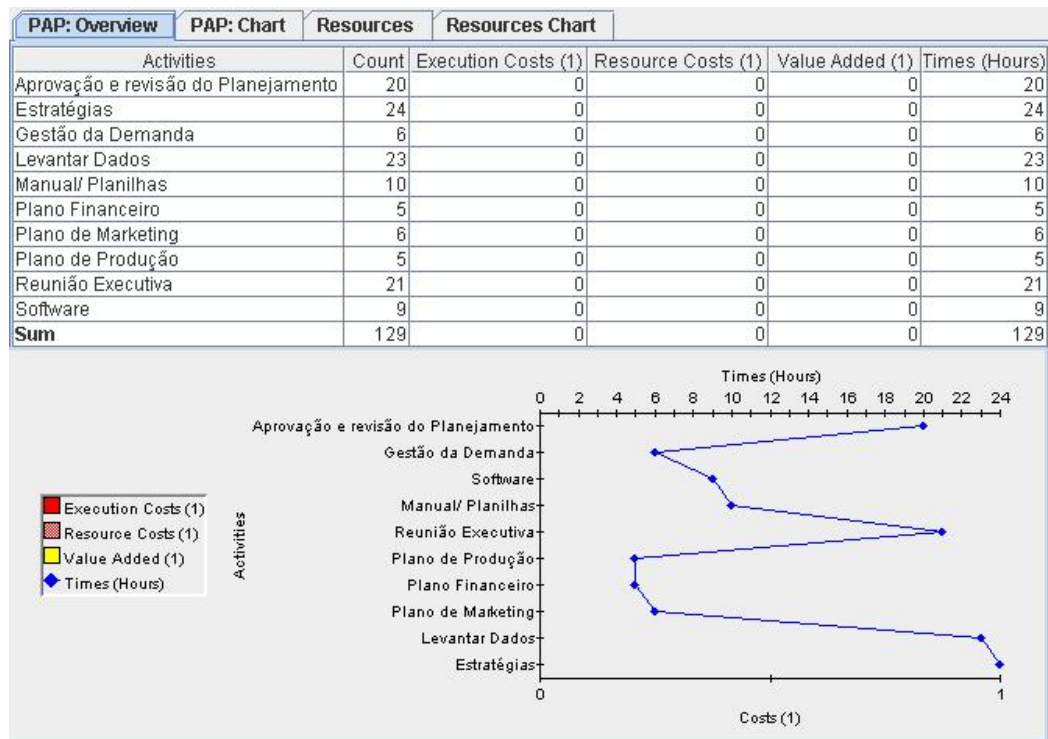 PAP: Overview PAP: Chart Resources Resources Chart
Activities Count Execution Costs (1) Resource Costs (1) Value Added (1) Times (Hours)
Aprovação e revisão do Planejamento 20 0 0 0 20
Estratégias 24 0 0 0 24
Gestão da Demanda 6 0 0 0 6
Levantar Dados 23 0 0 0 23
Manual/ Planilhas 10 0 0 0 10
Plano Financeiro 5 0 0 0 5
Plano de Marketing 6 0 0 0 6
Plano de Produção 5 0 0 0 5
Reunião Executiva 21 0 0 0 21
Software 9 0 0 0 9
Sum 129 0 0 0 129
Times (Hours)
0 2 4 6 8 10 12 14 16 18 20 22 24
Aprovação e revisão do Planejamento
Gestão da Demanda
Software
Manual/ Planilhas
Reunião Executiva
Plano de Produção
Plano Financeiro
Plano de Marketing
Levantar Dados
Estratégias
0 1
Costs (1)
Activities
Execution Costs (1)
Resource Costs (1)
Value Added (1)
Times (Hours)